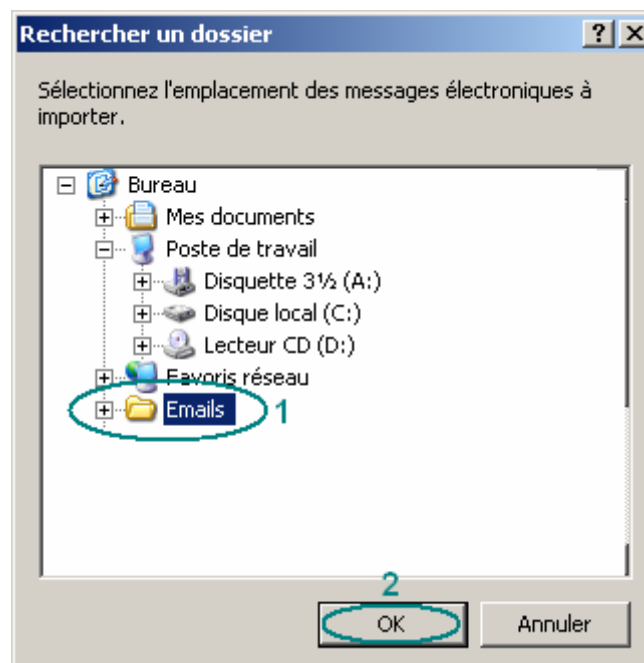 Rechercher un dossier
Sélectionnez l'emplacement des messages électroniques à
importer.
Bureau
Mes documents
Poste de travail
Disquette 3½ (A:)
Disque local (C:)
Lecteur CD (D:)
Favoris réseau
Emails 1
2
OK Annuler